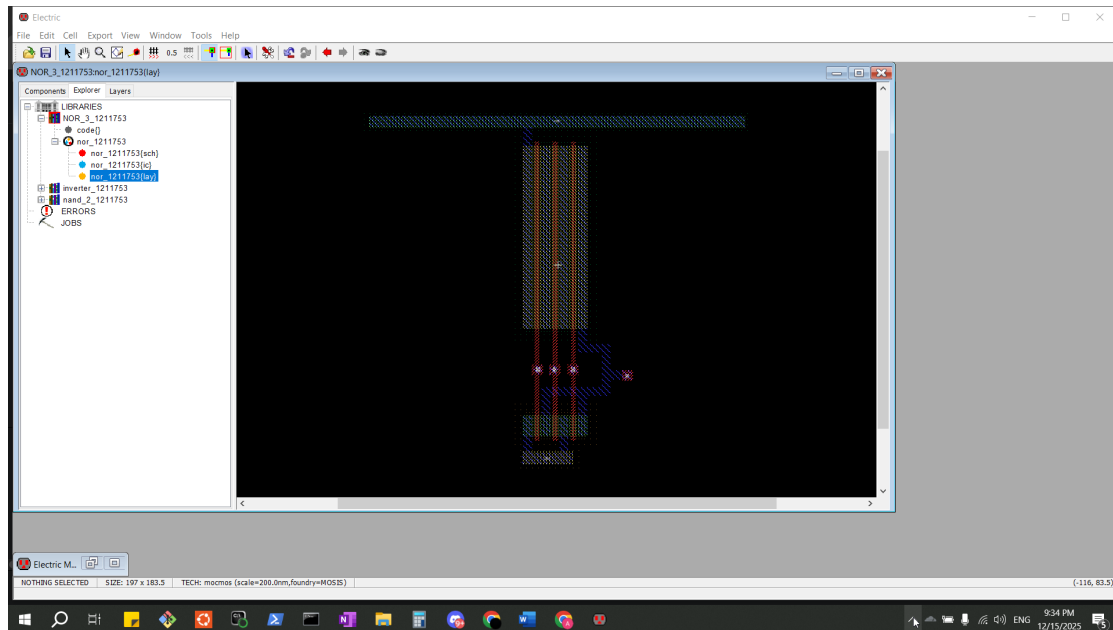 Electric
File Edit Cell Export View Window Tools Help
0.5
NOR_3_1211753:nor_1211753{lay}
Components Explorer Layers
LIBRARIES
NOR_3_1211753
code{}
nor_1211753
nor_1211753{sch}
nor_1211753{ic}
nor_1211753{lay}
inverter_1211753
nand_2_1211753
ERRORS
JOBS
Electric M...
NOTHING SELECTED SIZE: 197 x 183.5 TECH: mocmos (scale=200.0nm,foundry=MOSIS) (-116, 83.5)
ENG
9:34 PM
12/15/2025
5